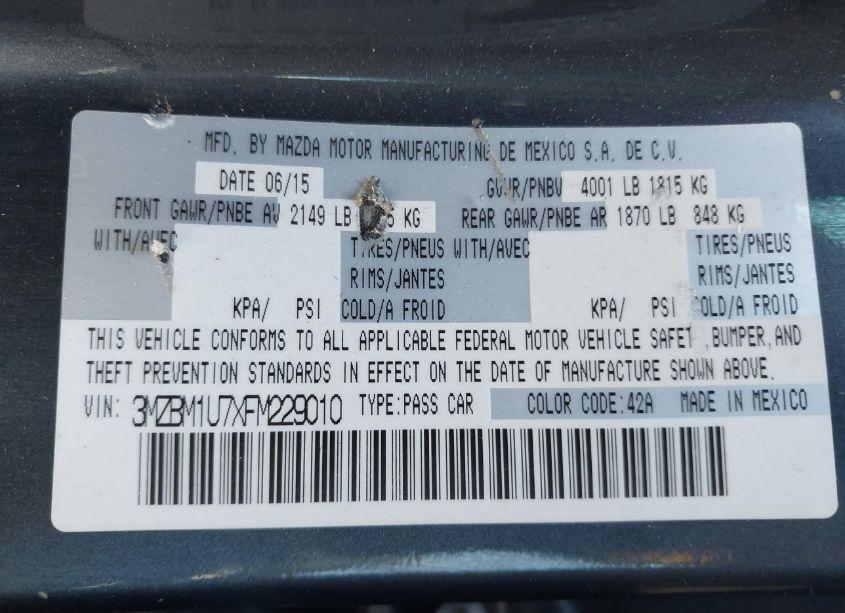 MFD. BY MAZDA MOTOR MANUFACTURING DE MEXICO S.A. DE C.V.
DATE 06/15 GVWR/PNBV 4001 LB 1815 KG
FRONT GAWR/PNBE AV 2149 LB KG REAR GAWR/PNBE AR 1870 LB 848 KG
WITH/AVEC TIRES/PNEUS WITH/AVEC TIRES/PNEUS
RIMS/JANTES RIMS/JANTES
KPA/ PSI COLD/A FROID KPA/ PSI COLD/A FROID
THIS VEHICLE CONFORMS TO ALL APPLICABLE FEDERAL MOTOR VEHICLE SAFET ,BUMPER,AND
THEFT PREVENTION STANDARDS IN EFFECT ON THE DATE OF MANUFACTURE SHOWN ABOVE.
VIN: 3MZBM1U7XFM229010 TYPE:PASS CAR COLOR CODE:42A MADE IN MEXICO